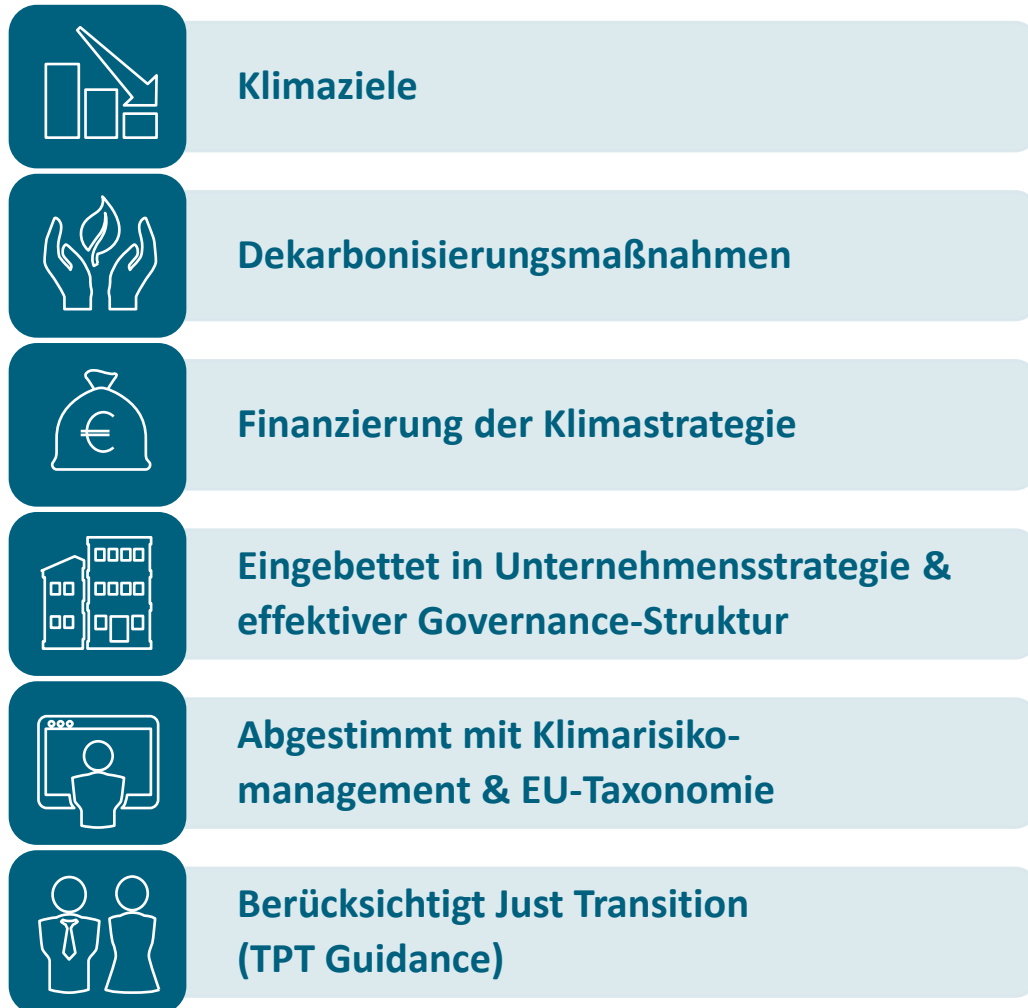 Klimaziele
Dekarbonisierungsmaßnahmen
€
Finanzierung der Klimastrategie
Eingebettet in Unternehmensstrategie &
effektiver Governance-Struktur
Abgestimmt mit Klimarisiko-
management & EU-Taxonomie
Berücksichtigt Just Transition
(TPT Guidance)